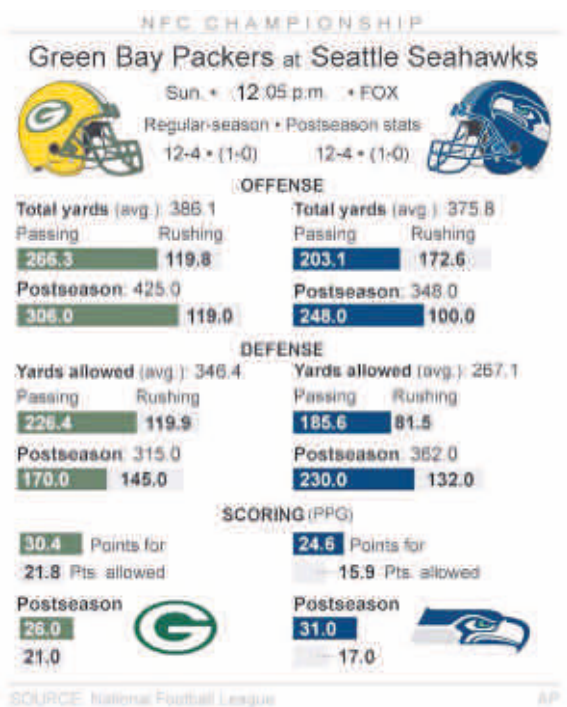 NFC CHAMPIONSHIP
Green Bay Packers at Seattle Seahawks
Sun. • 12:05 p.m. • FOX
Regular-season • Postseason stats
12-4 • (1-0) 12-4 • (1-0)
OFFENSE
Total yards (avg.): 386.1 Total yards (avg.): 375.8
Passing Rushing Passing Rushing
266.3 119.8 203.1 172.6
Postseason: 425.0 Postseason: 348.0
306.0 119.0 248.0 100.0
DEFENSE
Yards allowed (avg.): 346.4 Yards allowed (avg.): 267.1
Passing Rushing Passing Rushing
226.4 119.9 185.6 81.5
Postseason: 315.0 Postseason: 362.0
170.0 145.0 230.0 132.0
SCORING (PPG)
30.4 Points for 24.6 Points for
21.8 Pts. allowed 15.9 Pts. allowed
Postseason Postseason
26.0 31.0
21.0 17.0
SOURCE: National Football League AP